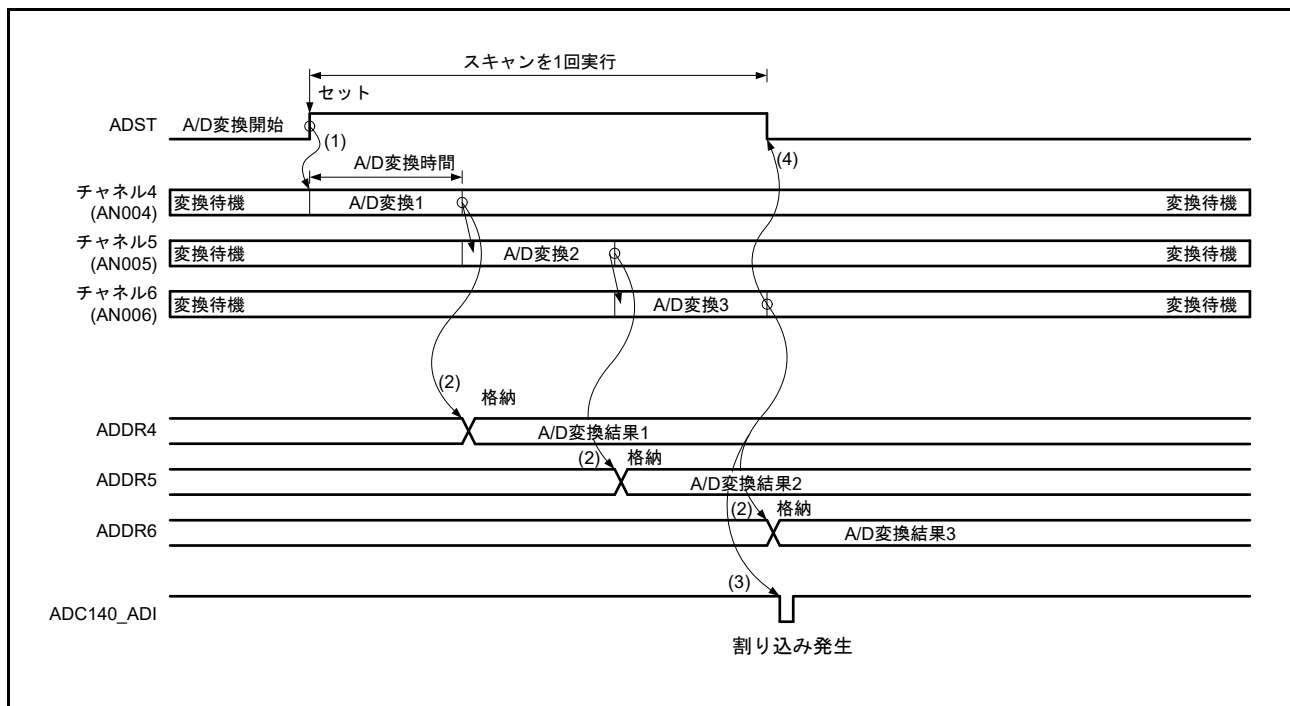 スキャンを1回実行
セット
ADST
A/D変換開始
(1)
(4)
A/D変換時間
チャネル4
(AN004)
変換待機
A/D変換1
変換待機
チャネル5
(AN005)
変換待機
A/D変換2
変換待機
チャネル6
(AN006)
変換待機
A/D変換3
変換待機
(2)
格納
ADDR4
A/D変換結果1
(2)
格納
ADDR5
A/D変換結果2
(2)
格納
ADDR6
A/D変換結果3
(3)
ADC140_ADI
割り込み発生